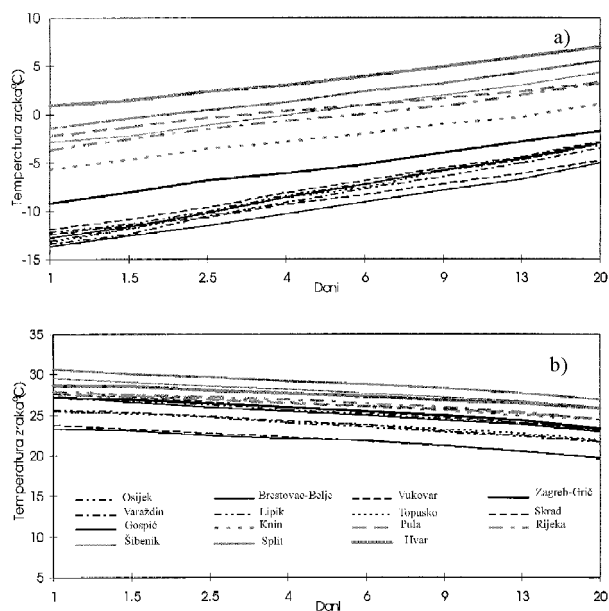 a)
Temperatura zraka(°C)
10
5
0
-5
-10
-15
1 1.5 2.5 4 6 9 13 20
Dani
b)
Temperatura zraka(°C)
35
30
25
20
15
10
5
Osijek Brestovac-Belje Vukovar Zagreb-Grič
Varaždin Lipik Topusko Skrad
Gospić Knin Pula Rijeka
Šibenik Split Hvar
1 1.5 2.5 4 6 9 13 20
Dani